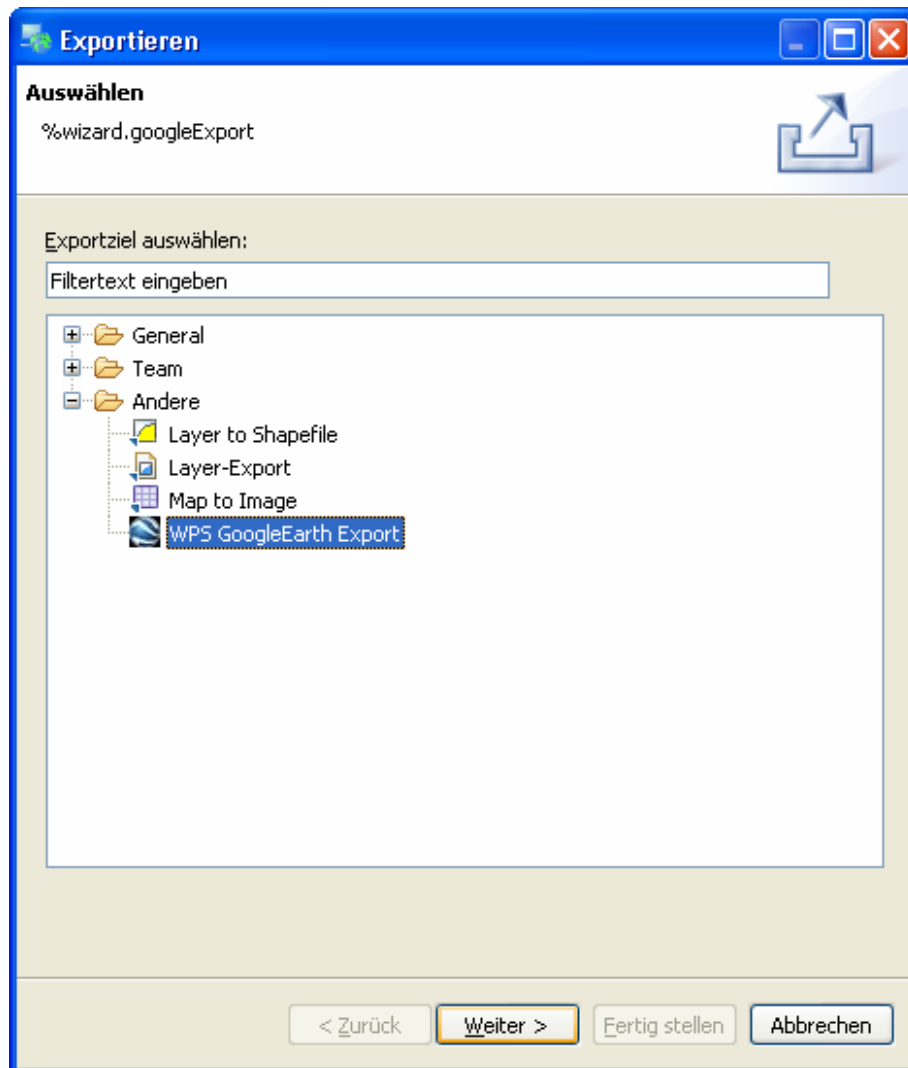 Exportieren
Auswählen
%wizard.googleExport
Exportziel auswählen:
Filtertext eingeben
General
Team
Andere
Layer to Shapefile
Layer-Export
Map to Image
WPS GoogleEarth Export
< Zurück Weiter > Fertig stellen Abbrechen